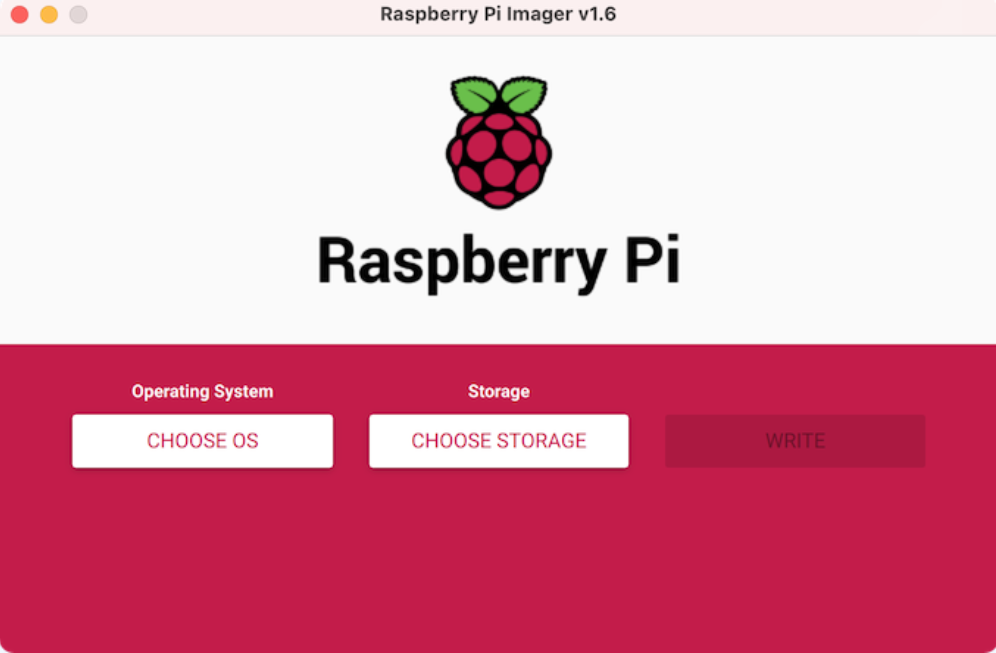 Raspberry Pi Imager v1.6
Raspberry Pi
Operating System
Storage
CHOOSE OS
CHOOSE STORAGE
WRITE